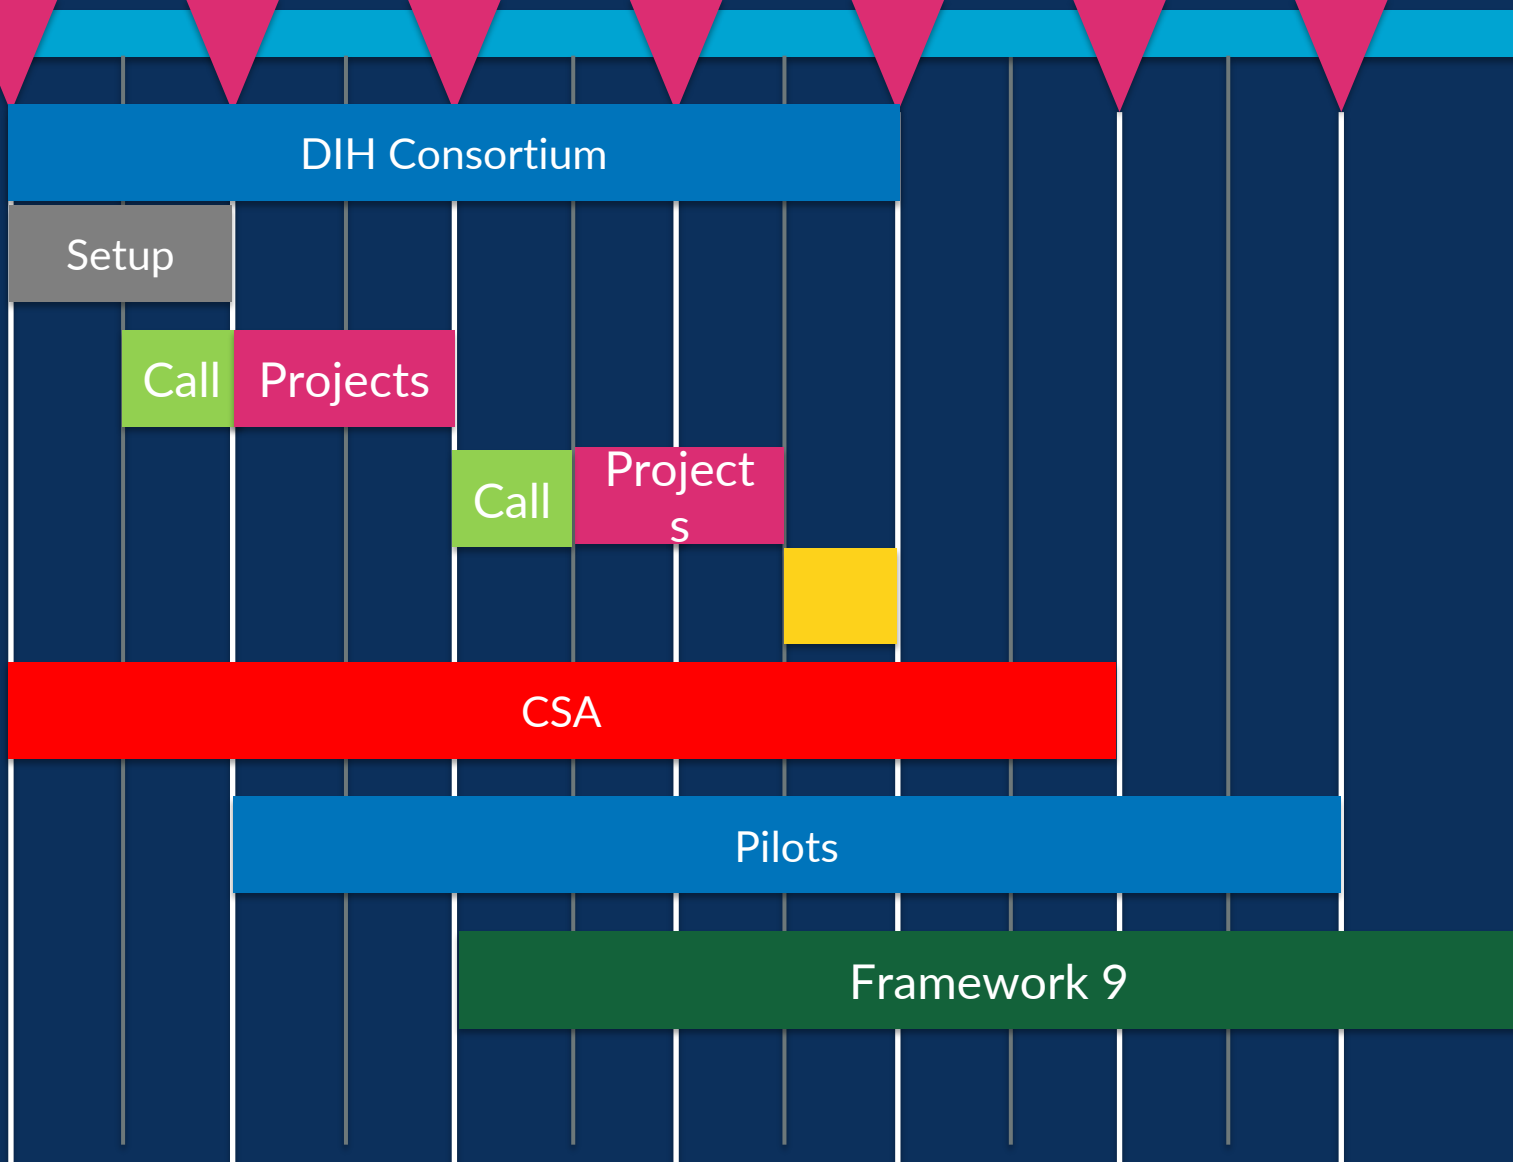 DIH Consortium
Setup
Call
Projects
Call
Project
s
CSA
Pilots
Framework 9